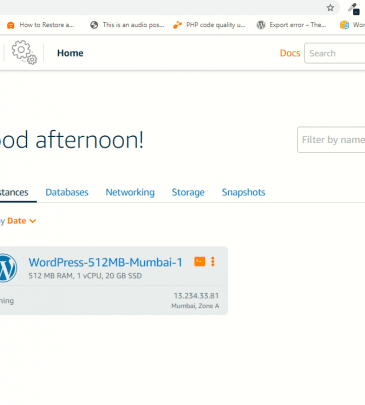 How to Restore a... This is an audio pos... PHP code quality u... Export error – The... Wor
Home Docs Search
od afternoon!
Filter by name
stances Databases Networking Storage Snapshots
y Date
WordPress-512MB-Mumbai-1
512 MB RAM, 1 vCPU, 20 GB SSD
ning 13.234.33.81
Mumbai, Zone A